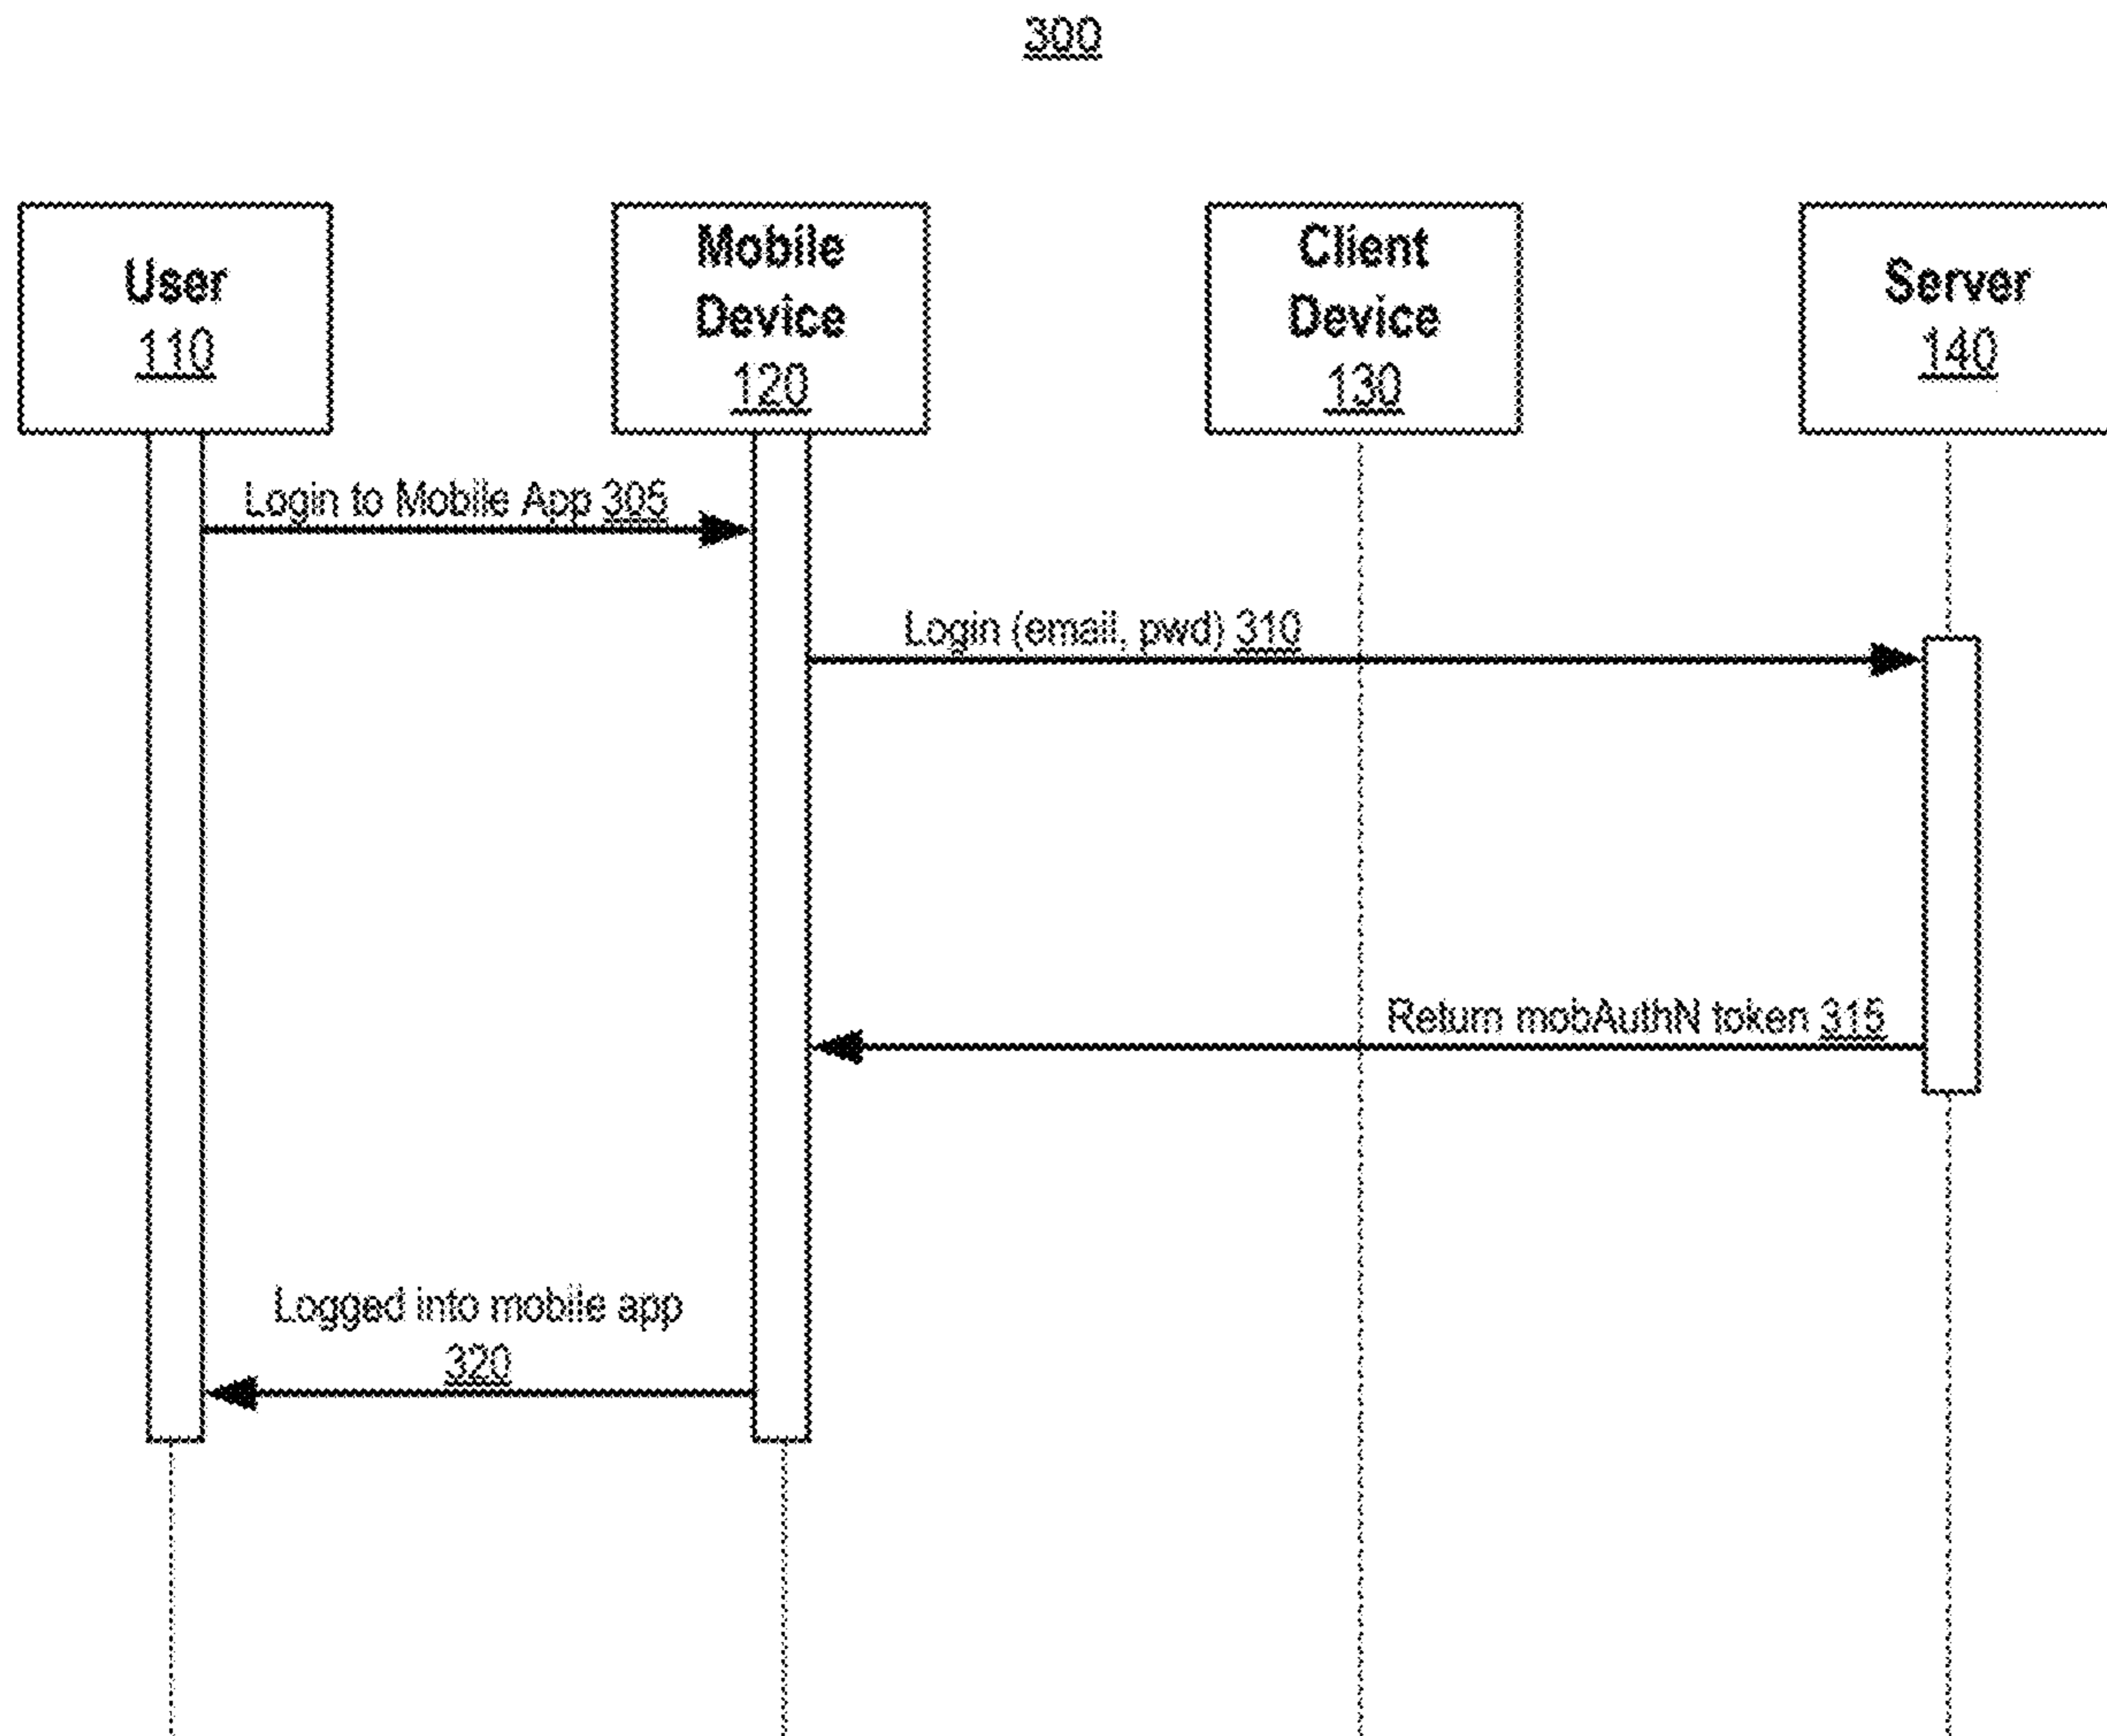 300
User
110
Mobile
Device
120
Client
Device
130
Server
140
Login to Mobile App 305
Login (email, pwd) 310
Return mobAuthN token 315
Logged into mobile app
320